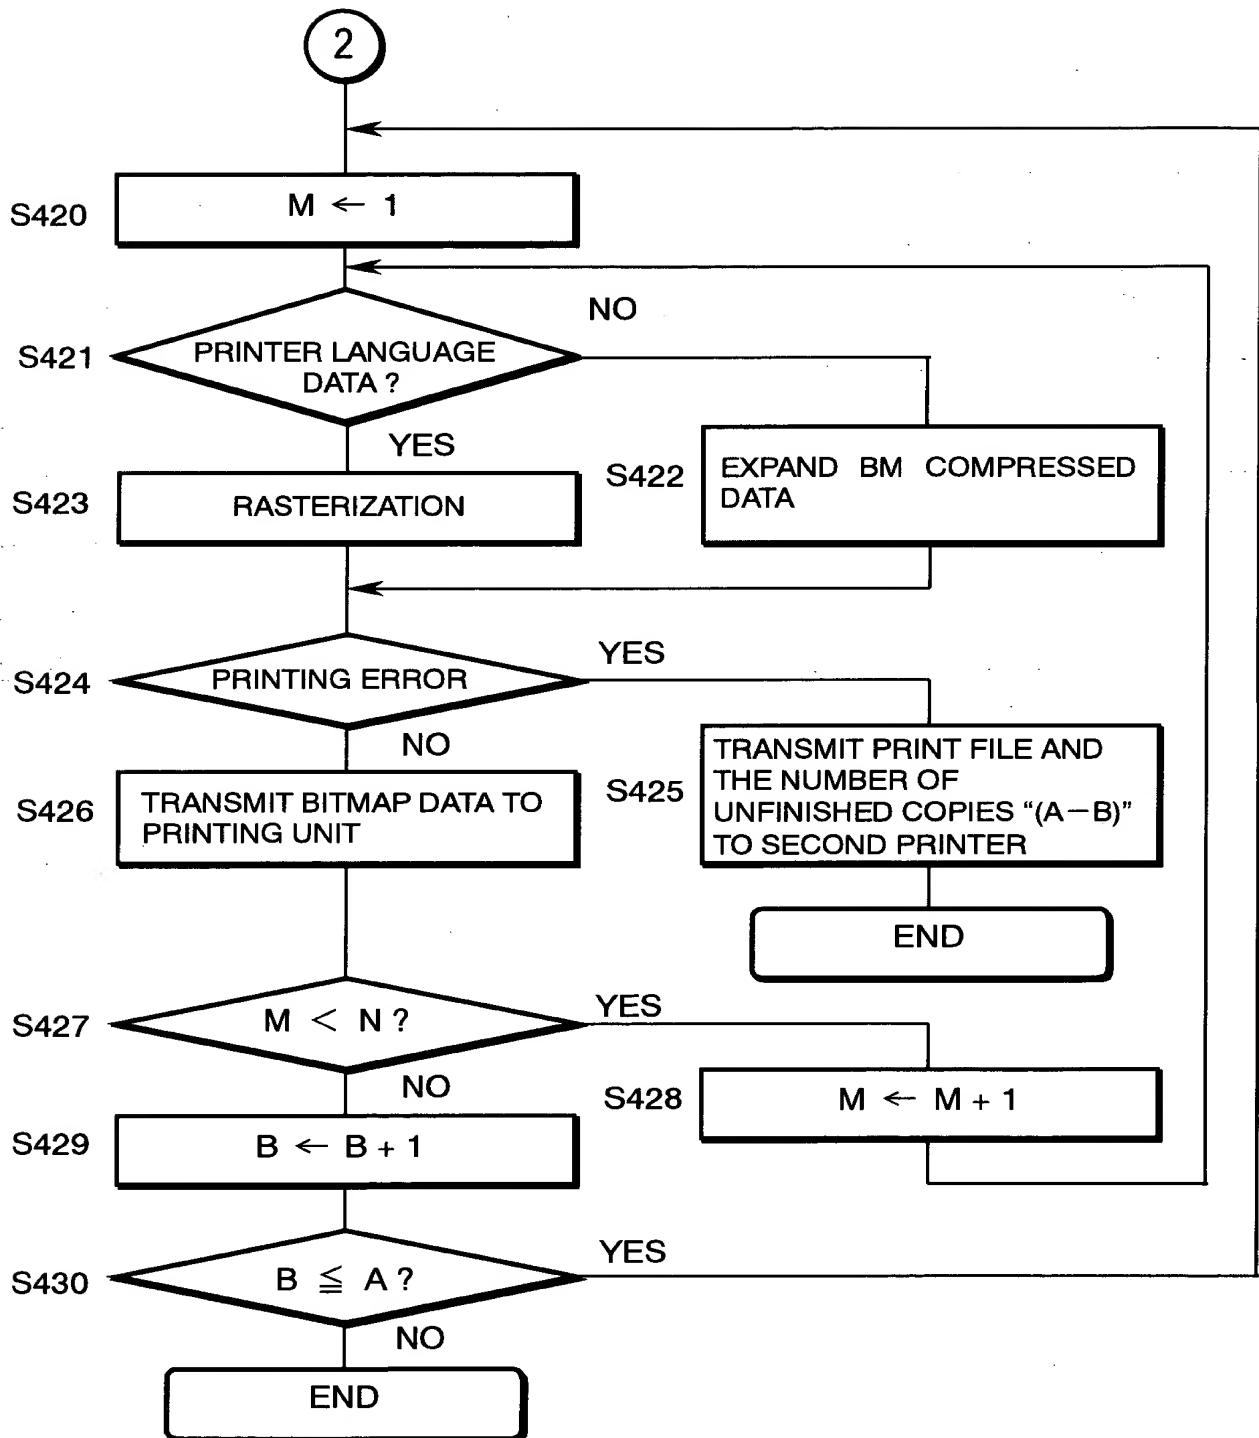 2
S420
M ← 1
NO
S421
PRINTER LANGUAGE
DATA ?
YES
S422
EXPAND BM COMPRESSED
DATA
S423
RASTERIZATION
YES
S424
PRINTING ERROR
NO
S425
TRANSMIT PRINT FILE AND
THE NUMBER OF
UNFINISHED COPIES “(A−B)”
TO SECOND PRINTER
S426
TRANSMIT BITMAP DATA TO
PRINTING UNIT
END
YES
S427
M < N ?
NO
S428
M ← M + 1
S429
B ← B + 1
YES
S430
B ≦ A ?
NO
END